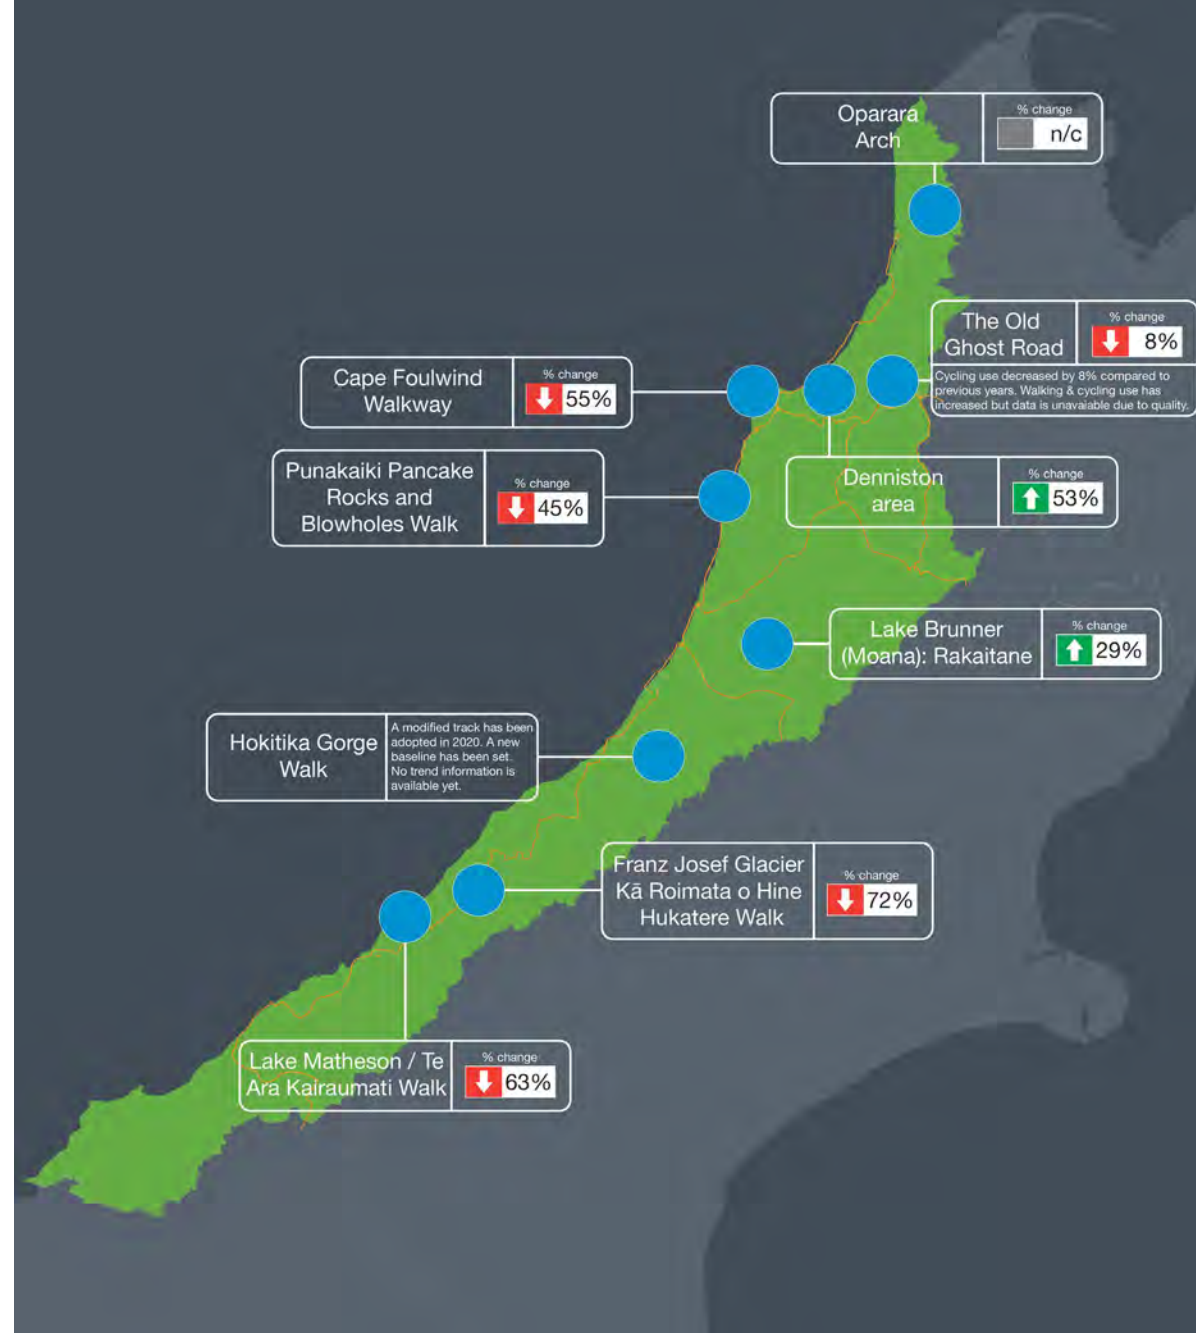 Oparara
Arch
% change
n/c
The Old
Ghost Road
% change
8%
Cycling use decreased by 8% compared to
previous years. Walking & cycling use has
increased but data is unavaiable due to quality.
Cape Foulwind
Walkway
% change
55%
Punakaiki Pancake
Rocks and
Blowholes Walk
% change
45%
Denniston
area
% change
53%
Lake Brunner
(Moana): Rakaitane
% change
29%
Hokitika Gorge
Walk
A modified track has been
adopted in 2020. A new
baseline has been set.
No trend information is
available yet.
Franz Josef Glacier
Kā Roimata o Hine
Hukatere Walk
% change
72%
Lake Matheson / Te
Ara Kairaumati Walk
% change
63%